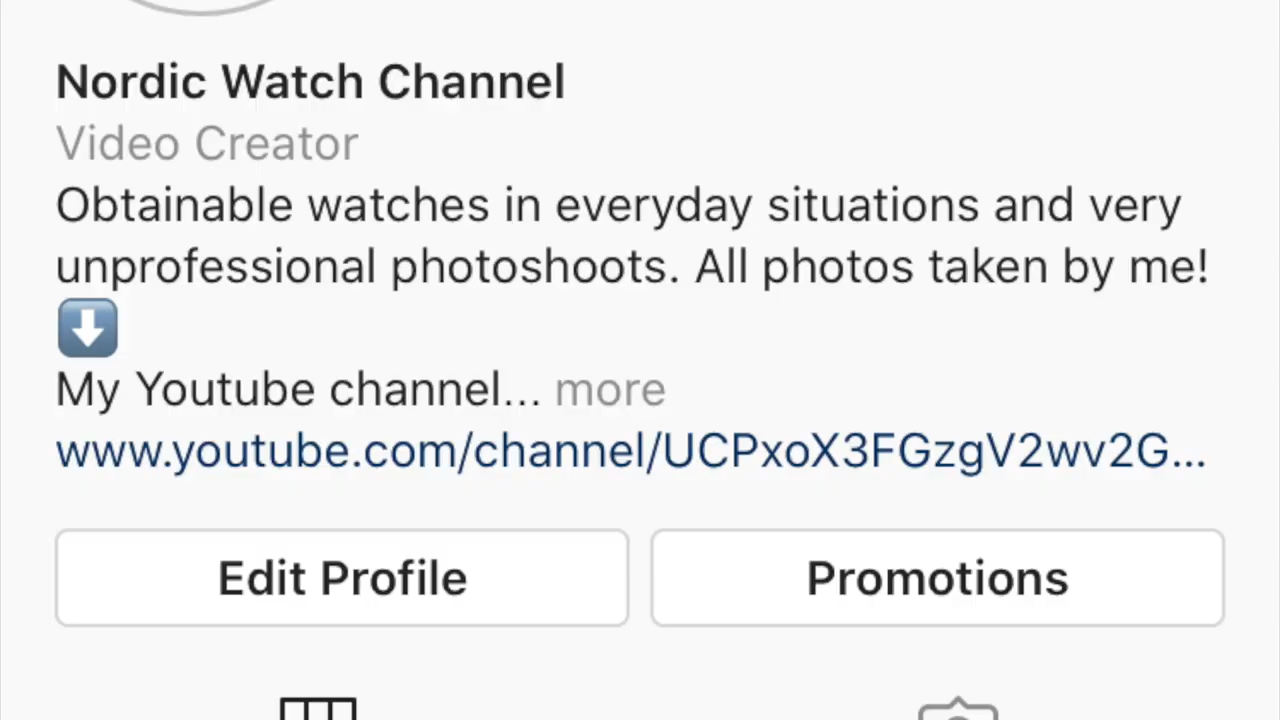 Nordic Watch Channel
Video Creator
Obtainable watches in everyday situations and very
unprofessional photoshoots. All photos taken by me!
⬇️
My Youtube channel... more
www.youtube.com/channel/UCPxoX3FGzgV2wv2G...
Edit Profile
Promotions